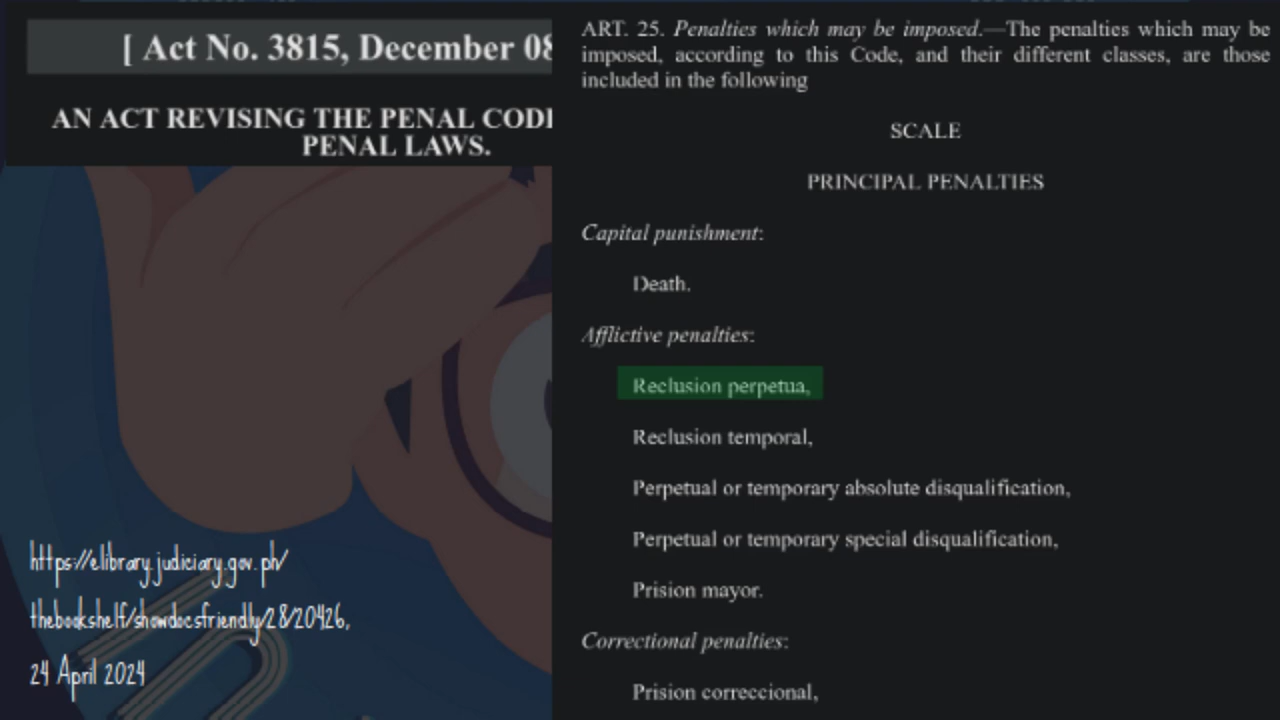 [ Act No. 3815, December 08
AN ACT REVISING THE PENAL CODE
PENAL LAWS.
https://elibrary.judiciary.gov.ph/
thebookshelf/showdocsfriendly/28/20426,
24 April 2024
ART. 25. Penalties which may be imposed.—The penalties which may be
imposed, according to this Code, and their different classes, are those
included in the following
SCALE
PRINCIPAL PENALTIES
Capital punishment:
Death.
Afflictive penalties:
Reclusion perpetua,
Reclusion temporal,
Perpetual or temporary absolute disqualification,
Perpetual or temporary special disqualification,
Prision mayor.
Correctional penalties:
Prision correccional,